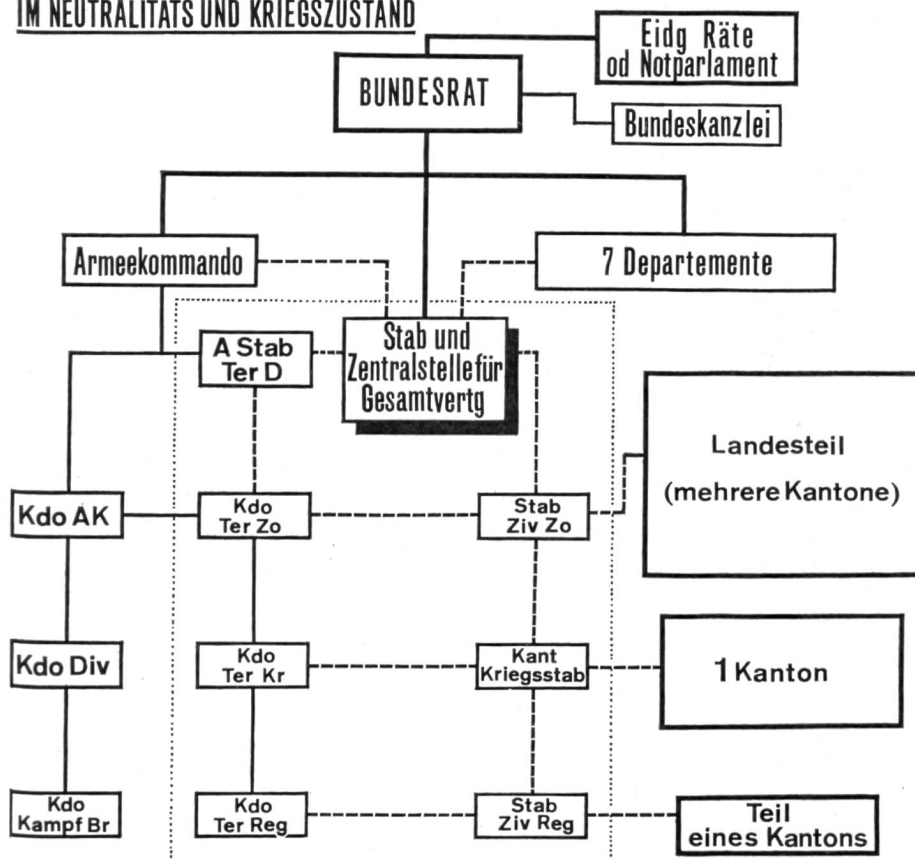 IM NEUTRALITATS UND KRIEGSZUSTAND
Eidg Räte
od Notparlament
BUNDESRAT
Bundeskanzlei
Armeekommando
7 Departemente
A Stab
Ter D
Stab und
Zentralstelle für
Gesamtvertg
Landesteil
(mehrere Kantone)
Kdo AK
Kdo
Ter Zo
Stab
Ziv Zo
Kdo Div
Kdo
Ter Kr
Kant
Kriegsstab
1 Kanton
Kdo
Kampf Br
Kdo
Ter Reg
Stab
Ziv Reg
Teil
eines Kantons